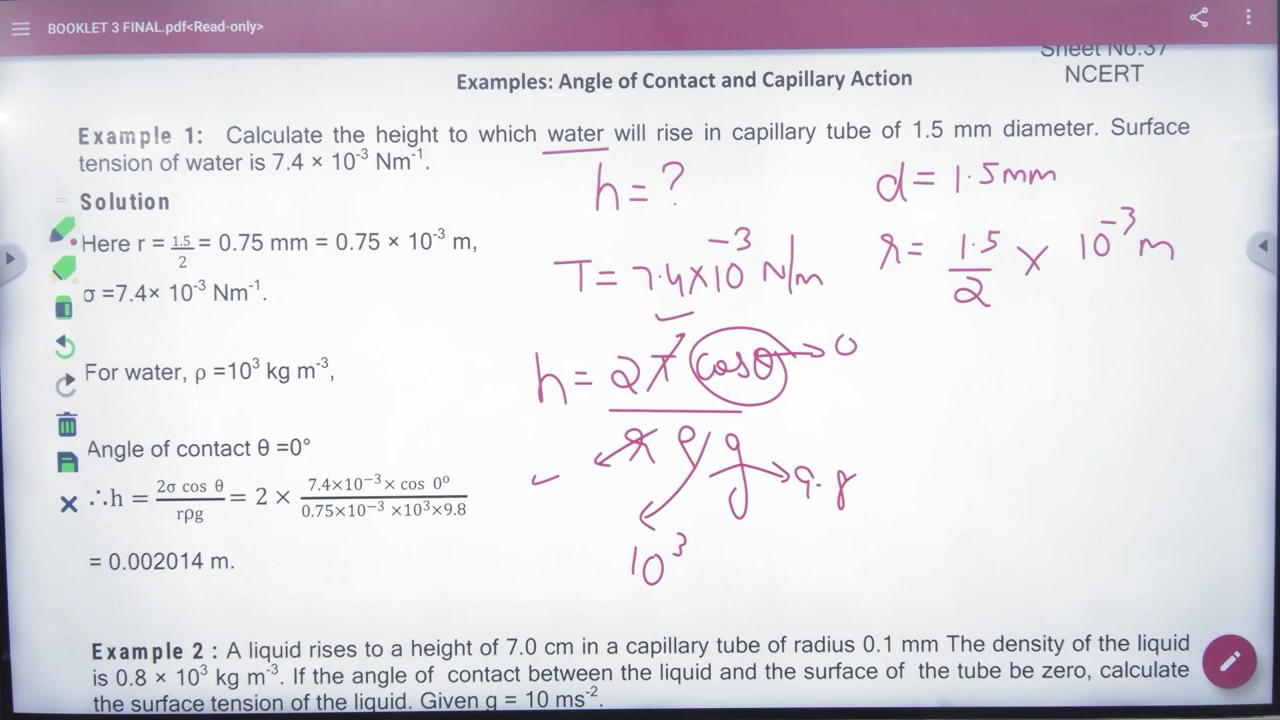 BOOKLET 3 FINAL.pdf<Read-only>
Sheet No.37
Examples: Angle of Contact and Capillary Action
NCERT
Example 1: Calculate the height to which water will rise in capillary tube of 1.5 mm diameter. Surface
tension of water is 7.4 × 10⁻³ Nm⁻¹.
h = ?
d = 1.5mm
Solution
Here r = 1.5/2 = 0.75 mm = 0.75 × 10⁻³ m,
T = 7.4×10⁻³ N/m
r = 1.5/2 × 10⁻³ m
σ =7.4× 10⁻³ Nm⁻¹.
For water, ρ =10³ kg m⁻³,
h = 2T cosθ → 0
r ρ g → 9.8
10³
Angle of contact θ =0°
∴h = 2σ cos θ/rρg = 2 × 7.4×10⁻³× cos 0º/0.75×10⁻³ ×10³×9.8
= 0.002014 m.
Example 2 : A liquid rises to a height of 7.0 cm in a capillary tube of radius 0.1 mm The density of the liquid
is 0.8 × 10³ kg m⁻³. If the angle of contact between the liquid and the surface of the tube be zero, calculate
the surface tension of the liquid. Given g = 10 ms⁻².